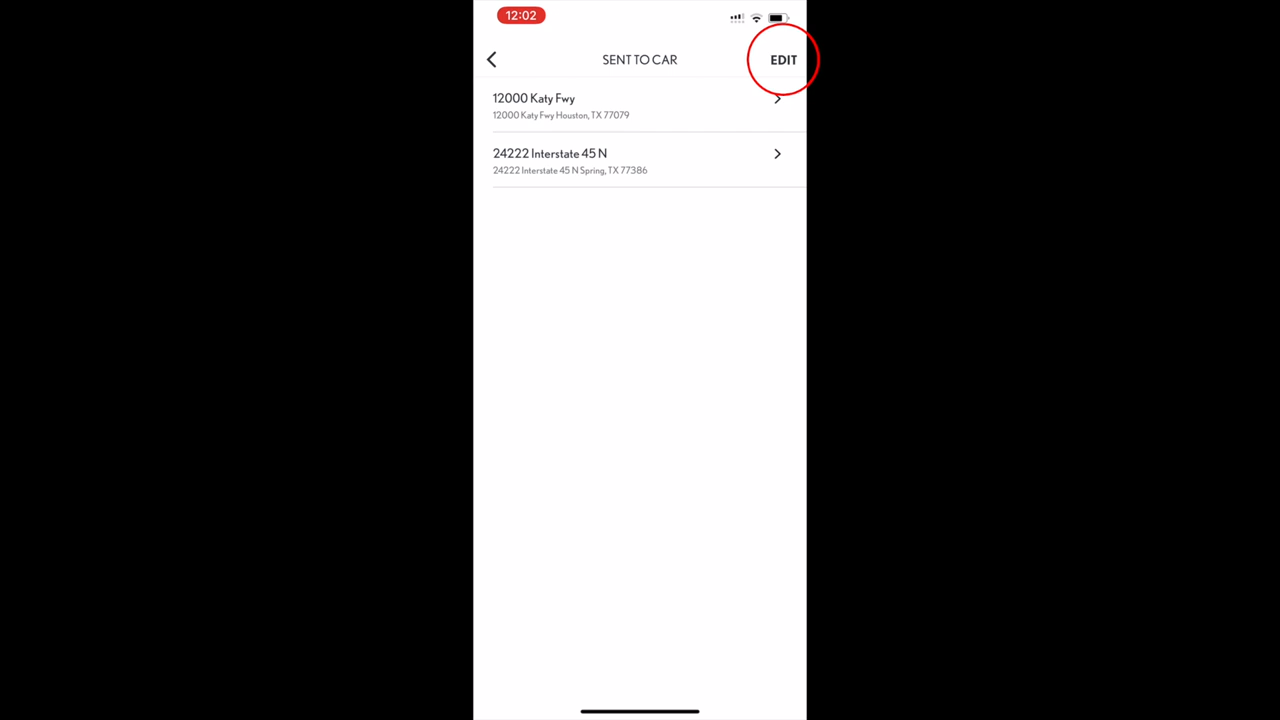 12:02
SENT TO CAR
EDIT
12000 Katy Fwy
12000 Katy Fwy Houston, TX 77079
24222 Interstate 45 N
24222 Interstate 45 N Spring, TX 77386